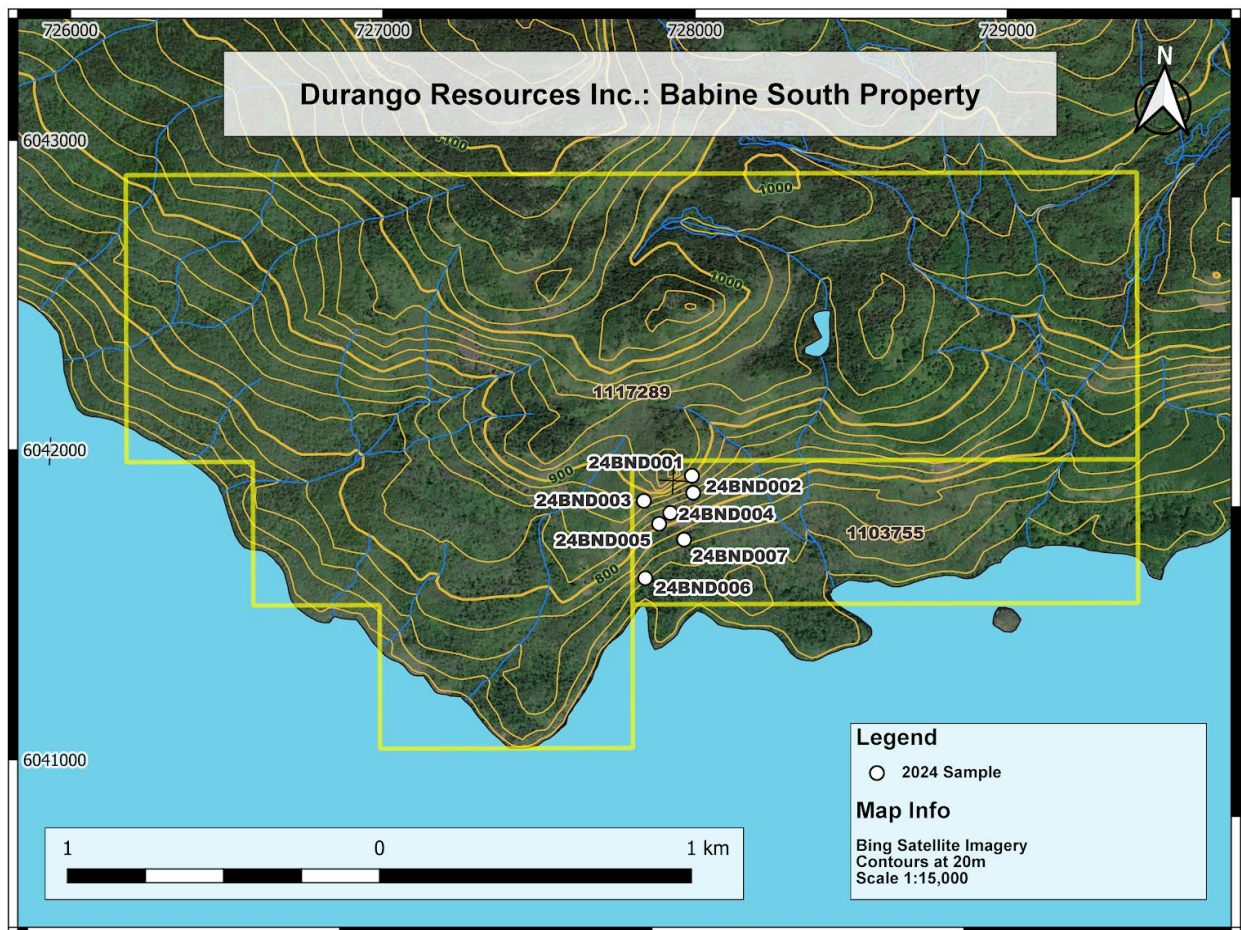 726000
727000
728000
729000
N
Durango Resources Inc.: Babine South Property
6043000
1100
1000
1000
1117289
6042000
24BND001
900
24BND002
24BND003
24BND004
1103755
24BND005
24BND007
800
24BND006
6041000
Legend
2024 Sample
Map Info
Bing Satellite Imagery
Contours at 20m
Scale 1:15,000
1 0 1 km